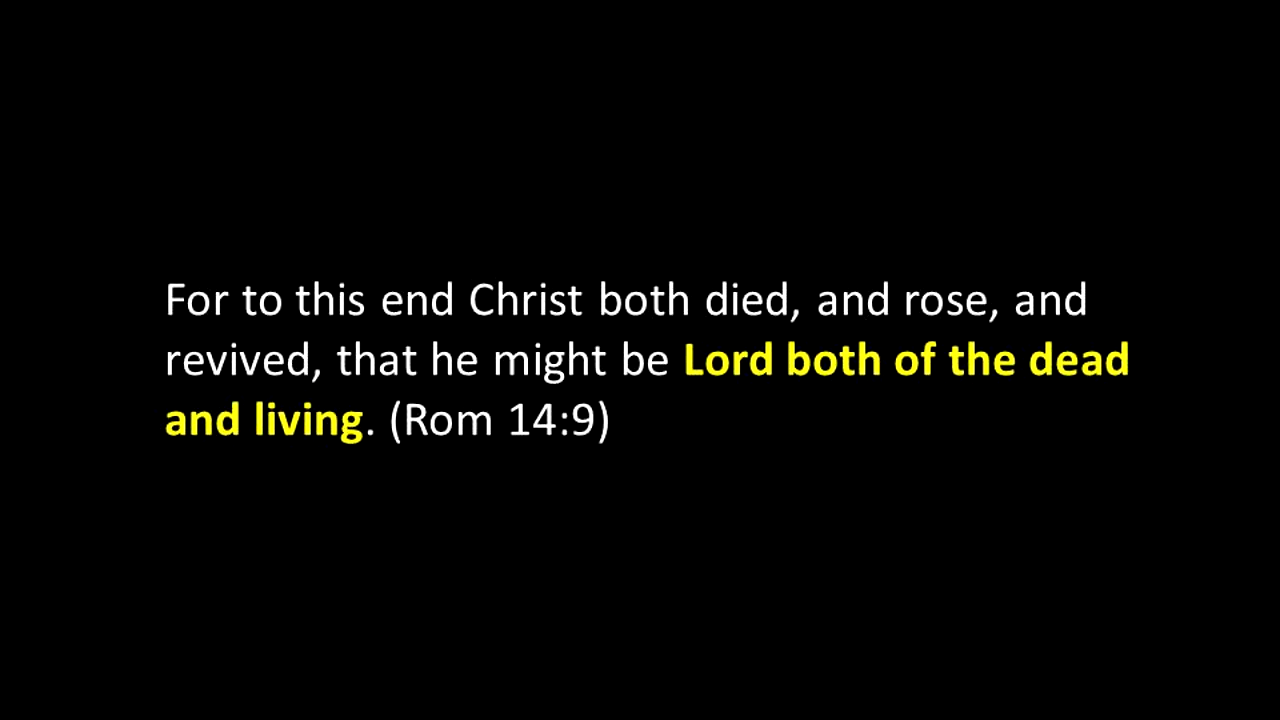 For to this end Christ both died, and rose, and
revived, that he might be Lord both of the dead
and living. (Rom 14:9)